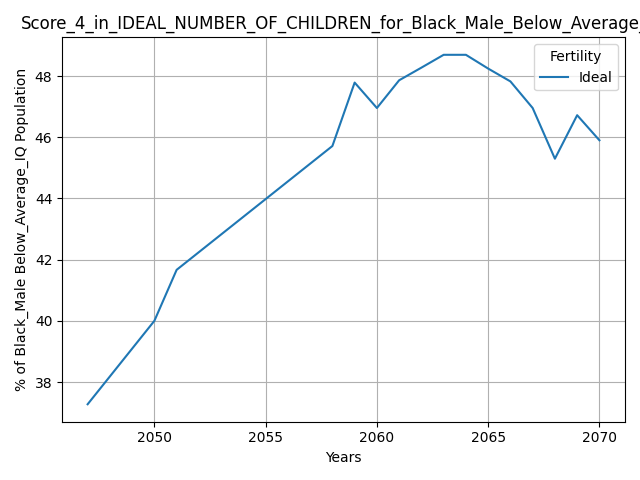 Score_4_in_IDEAL_NUMBER_OF_CHILDREN_for_Black_Male_Below_Average_
Fertility
Ideal
% of Black_Male Below_Average_IQ Population
48
46
44
42
40
38
2050
2055
2060
2065
2070
Years